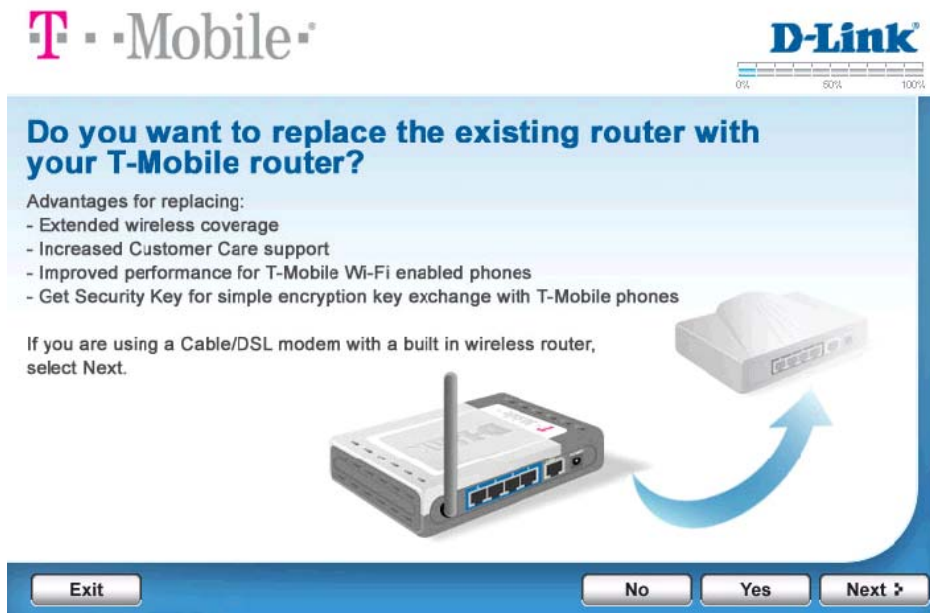 T · ·Mobile·
D-Link
0% 50% 100%
Do you want to replace the existing router with
your T-Mobile router?
Advantages for replacing:
- Extended wireless coverage
- Increased Customer Care support
- Improved performance for T-Mobile Wi-Fi enabled phones
- Get Security Key for simple encryption key exchange with T-Mobile phones
If you are using a Cable/DSL modem with a built in wireless router,
select Next.
Exit No Yes Next